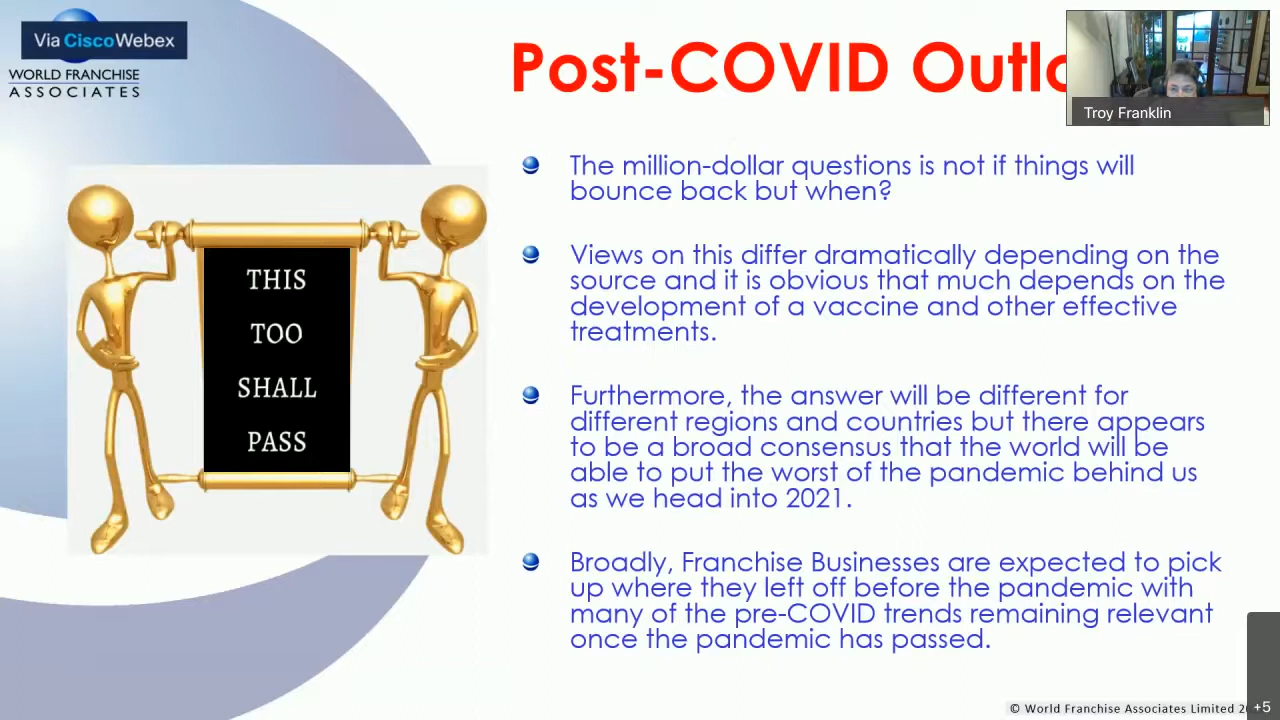 Via CiscoWebex
WORLD FRANCHISE
ASSOCIATES
Post-COVID
Troy Franklin
The million-dollar questions is not if things will
bounce back but when?
Views on this differ dramatically depending on the
source and it is obvious that much depends on the
development of a vaccine and other effective
treatments.
Furthermore, the answer will be different for
different regions and countries but there appears
to be a broad consensus that the world will be
able to put the worst of the pandemic behind us
as we head into 2021.
Broadly, Franchise Businesses are expected to pick
up where they left off before the pandemic with
many of the pre-COVID trends remaining relevant
once the pandemic has passed.
THIS
TOO
SHALL
PASS
© World Franchise Associates Limited
+5